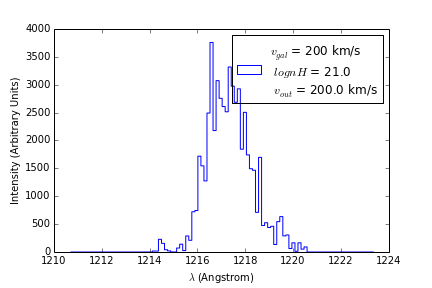 4000
3500
3000
2500
2000
1500
1000
500
0
Intensity (Arbitrary Units)
v_gal = 200 km/s
lognH = 21.0
v_out = 200.0 km/s
1210 1212 1214 1216 1218 1220 1222 1224
λ (Angstrom)